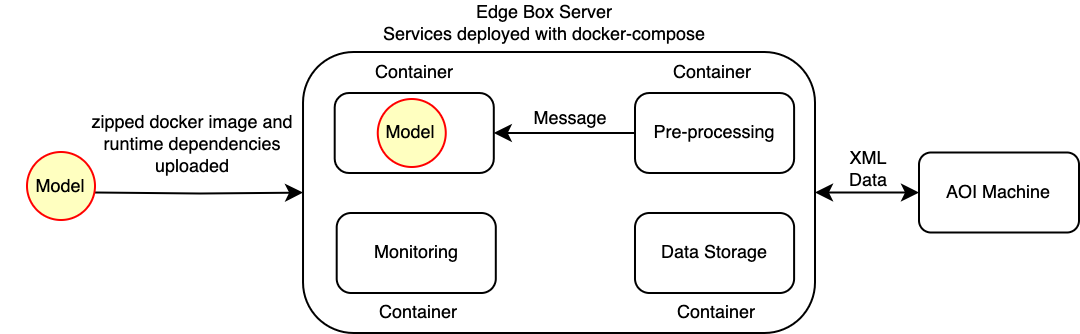 Edge Box Server
Services deployed with docker-compose
Container
Container
zipped docker image and
runtime dependencies
uploaded
Model
Model
Message
Pre-processing
XML
Data
AOI Machine
Monitoring
Data Storage
Container
Container